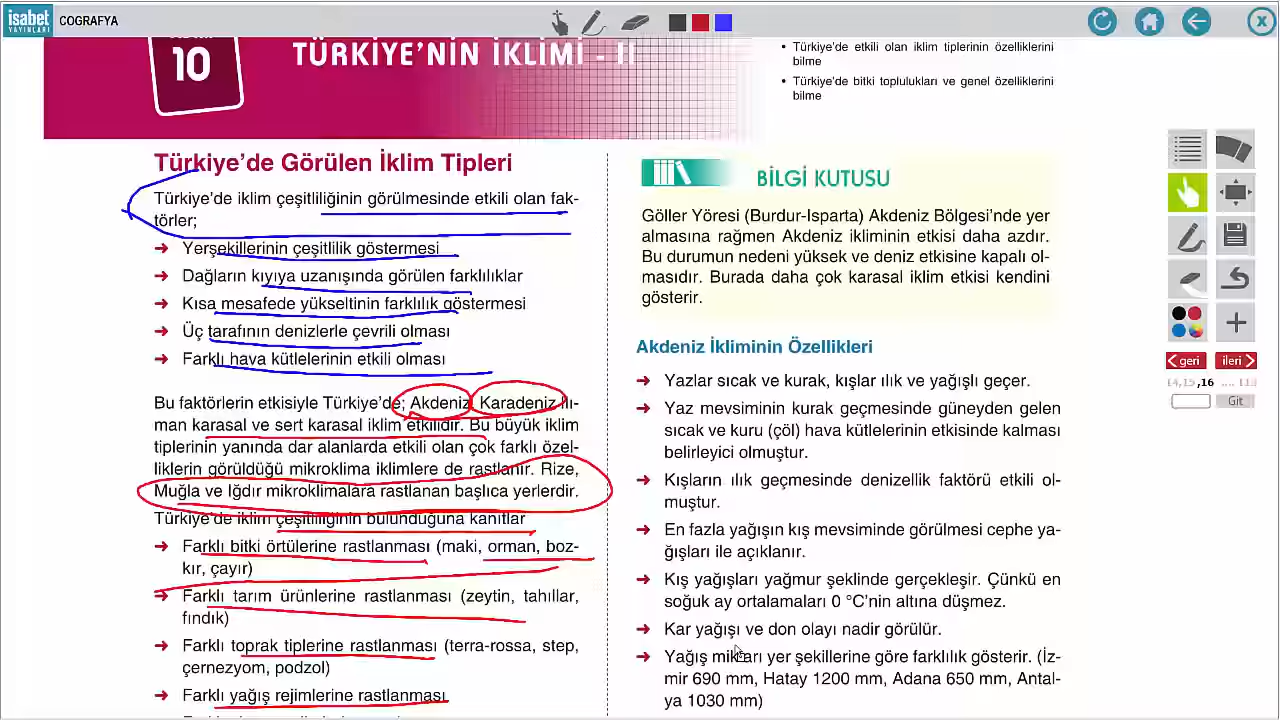 isabet
YAYINLARI
COGRAFYA
10
TÜRKİYE'NİN İKLİMİ - II
• Türkiye'de etkili olan iklim tiplerinin özelliklerini
bilme
• Türkiye'de bitki toplulukları ve genel özelliklerini
bilme
Türkiye'de Görülen İklim Tipleri
Türkiye'de iklim çeşitliliğinin görülmesinde etkili olan fak-
törler;
➔ Yerşekillerinin çeşitlilik göstermesi
➔ Dağların kıyıya uzanışında görülen farklılıklar
➔ Kısa mesafede yükseltinin farklılık göstermesi
➔ Üç tarafının denizlerle çevrili olması
➔ Farklı hava kütlelerinin etkili olması
Bu faktörlerin etkisiyle Türkiye'de; Akdeniz, Karadeniz ılı-
man karasal ve sert karasal iklim etkilidir. Bu büyük iklim
tiplerinin yanında dar alanlarda etkili olan çok farklı özel-
liklerin görüldüğü mikroklima iklimlere de rastlanır. Rize,
Muğla ve Iğdır mikroklimalara rastlanan başlıca yerlerdir.
Türkiye'de iklim çeşitliliğinin bulunduğuna kanıtlar
➔ Farklı bitki örtülerine rastlanması (maki, orman, boz-
kır, çayır)
➔ Farklı tarım ürünlerine rastlanması (zeytin, tahıllar,
fındık)
➔ Farklı toprak tiplerine rastlanması (terra-rossa, step,
çernezyom, podzol)
➔ Farklı yağış rejimlerine rastlanması
BİLGİ KUTUSU
Göller Yöresi (Burdur-Isparta) Akdeniz Bölgesi'nde yer
almasına rağmen Akdeniz ikliminin etkisi daha azdır.
Bu durumun nedeni yüksek ve deniz etkisine kapalı ol-
masıdır. Burada daha çok karasal iklim etkisi kendini
gösterir.
Akdeniz İkliminin Özellikleri
➔ Yazlar sıcak ve kurak, kışlar ılık ve yağışlı geçer.
➔ Yaz mevsiminin kurak geçmesinde güneyden gelen
sıcak ve kuru (çöl) hava kütlelerinin etkisinde kalması
belirleyici olmuştur.
➔ Kışların ılık geçmesinde denizellik faktörü etkili ol-
muştur.
➔ En fazla yağışın kış mevsiminde görülmesi cephe ya-
ğışları ile açıklanır.
➔ Kış yağışları yağmur şeklinde gerçekleşir. Çünkü en
soğuk ay ortalamaları 0 °C'nin altına düşmez.
➔ Kar yağışı ve don olayı nadir görülür.
➔ Yağış miktarı yer şekillerine göre farklılık gösterir. (İz-
mir 690 mm, Hatay 1200 mm, Adana 650 mm, Antal-
ya 1030 mm)
geri
ileri
14,15,16
Git